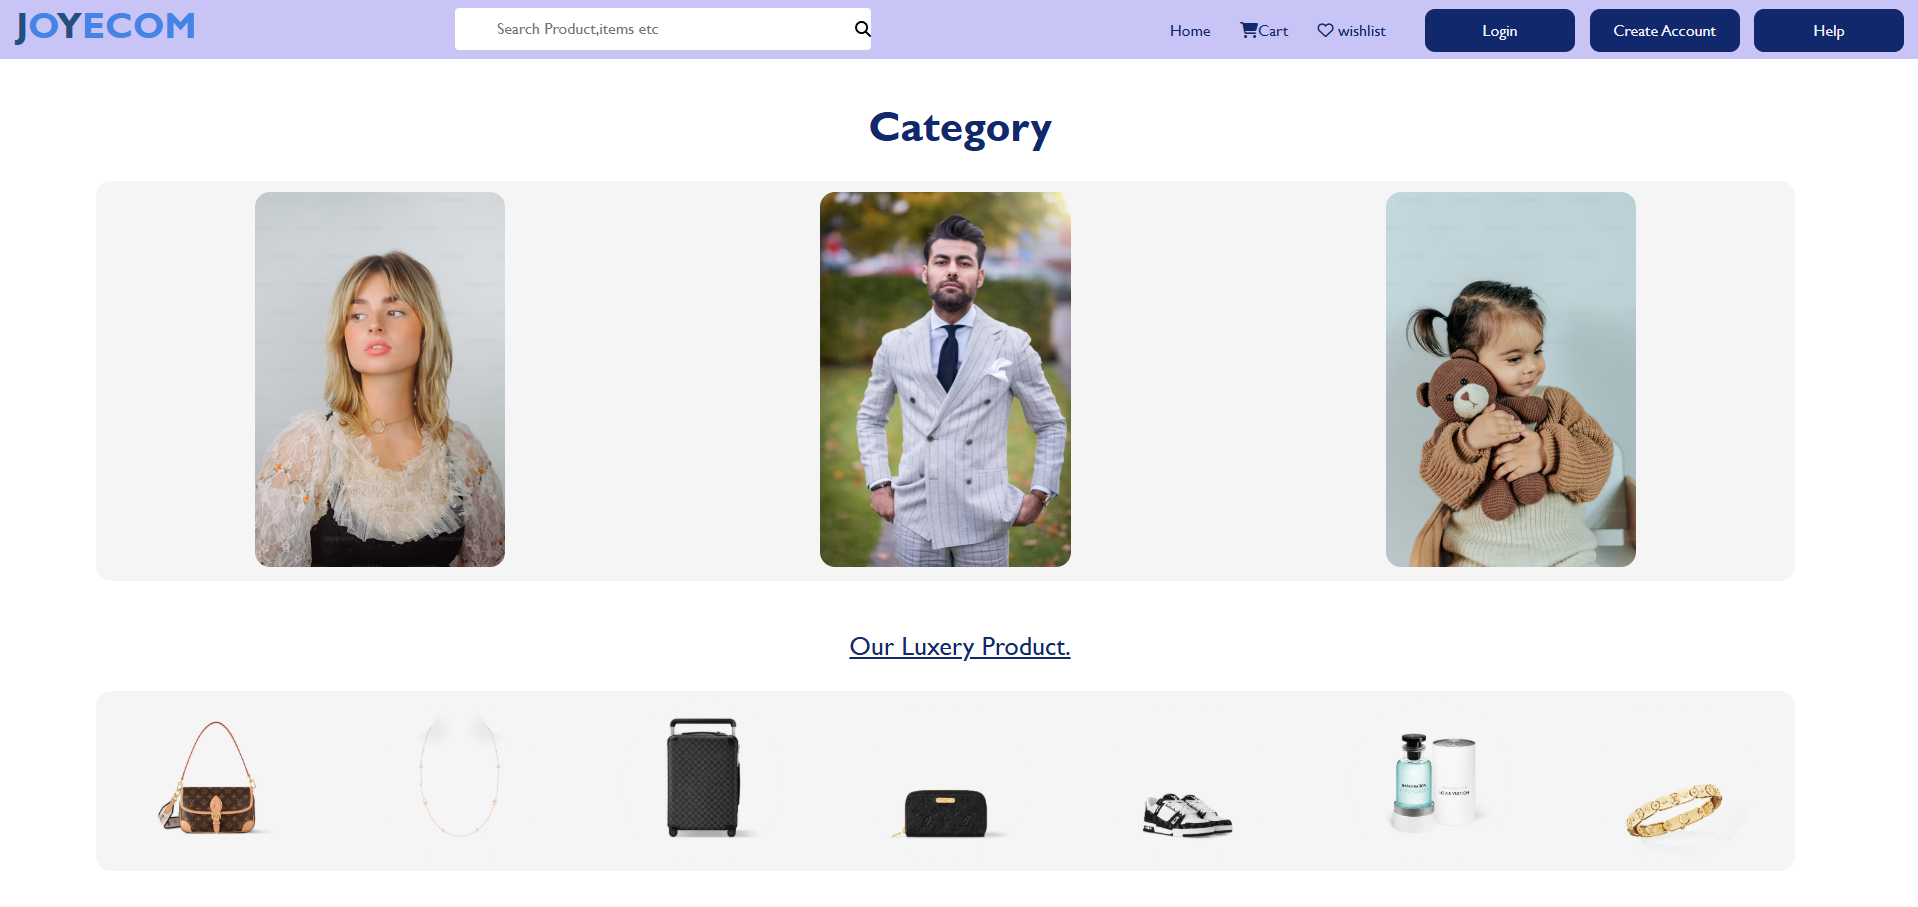 JOYECOM
Search Product,items etc
Home
Cart
wishlist
Login
Create Account
Help
Category
Our Luxery Product.